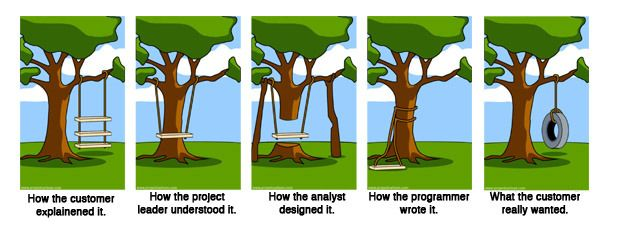 How the customer
explainened it.
How the project
leader understood it.
How the analyst
designed it.
How the programmer
wrote it.
What the customer
really wanted.